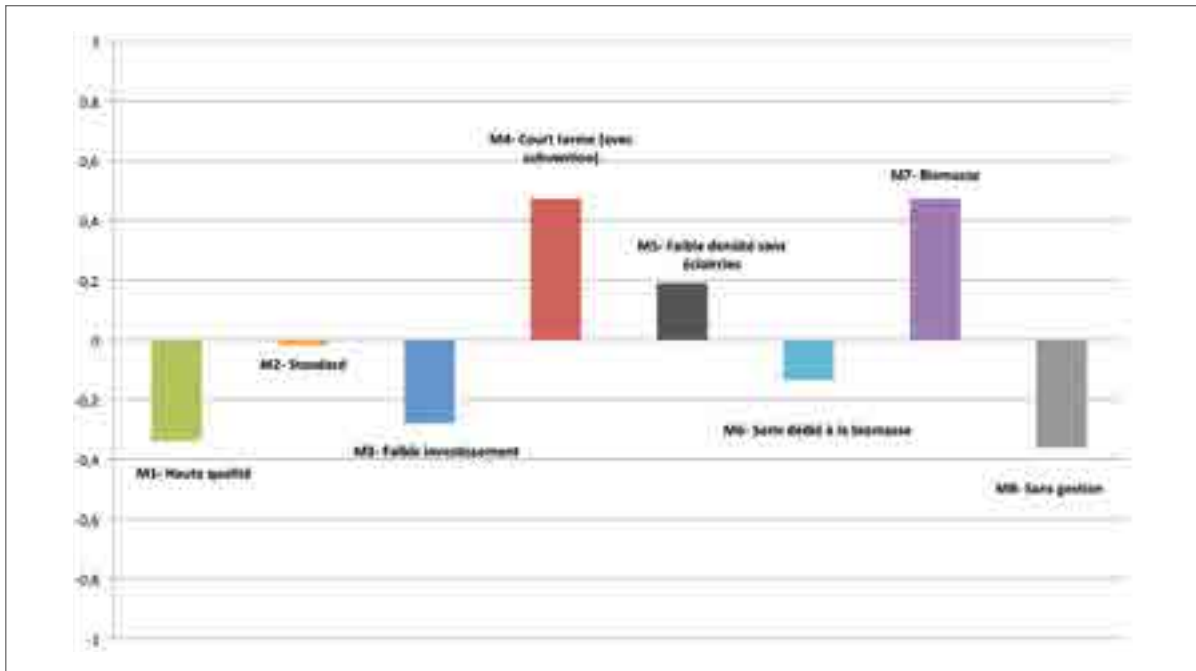 1
0,8
0,6
0,4
0,2
0
-0,2
-0,4
-0,6
-0,8
-1
M4- Court terme (avec
subvention)
M7- Biomasse
M5- Faible densité sans
éclaircies
M2- Standard
M6- Semi dédié à la biomasse
M3- Faible investissement
M1- Haute qualité
M8- Sans gestion